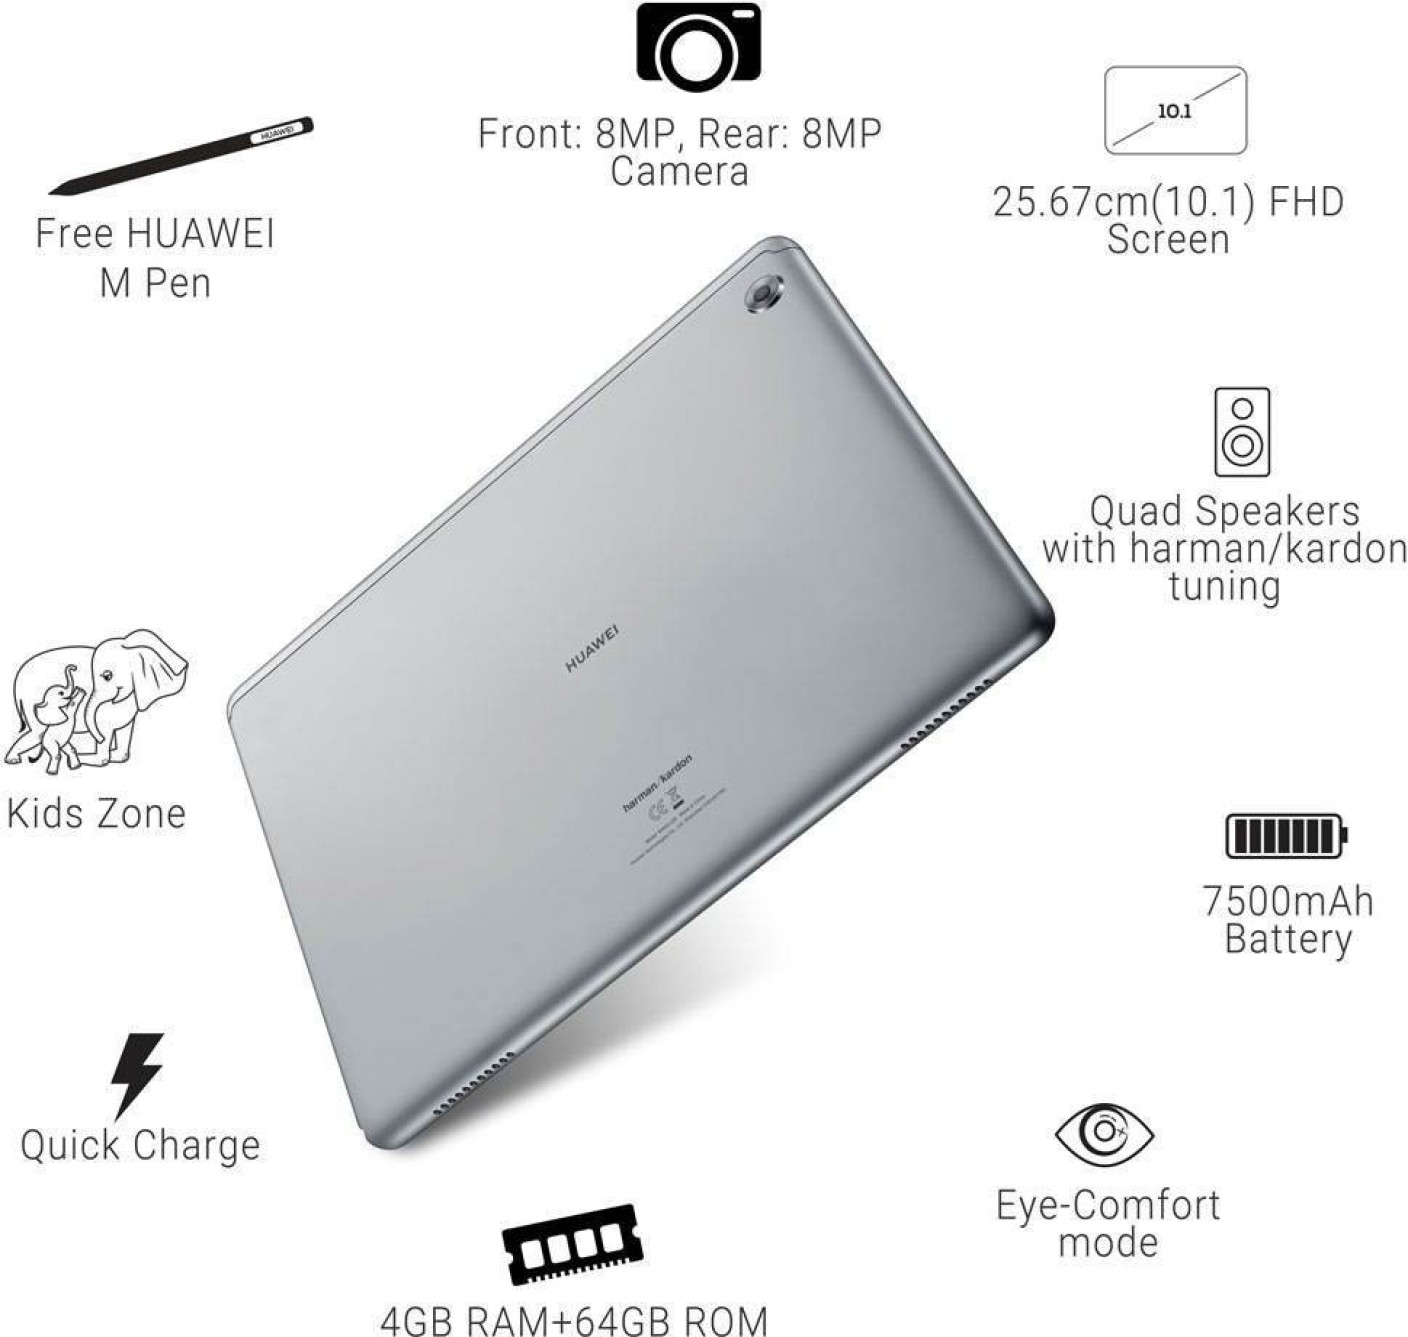 HUAWEI
Free HUAWEI
M Pen
Front: 8MP, Rear: 8MP
Camera
10.1
25.67cm(10.1) FHD
Screen
Quad Speakers
with harman/kardon
tuning
HUAWEI
harman/kardon
CE
Kids Zone
7500mAh
Battery
Quick Charge
Eye-Comfort
mode
4GB RAM+64GB ROM